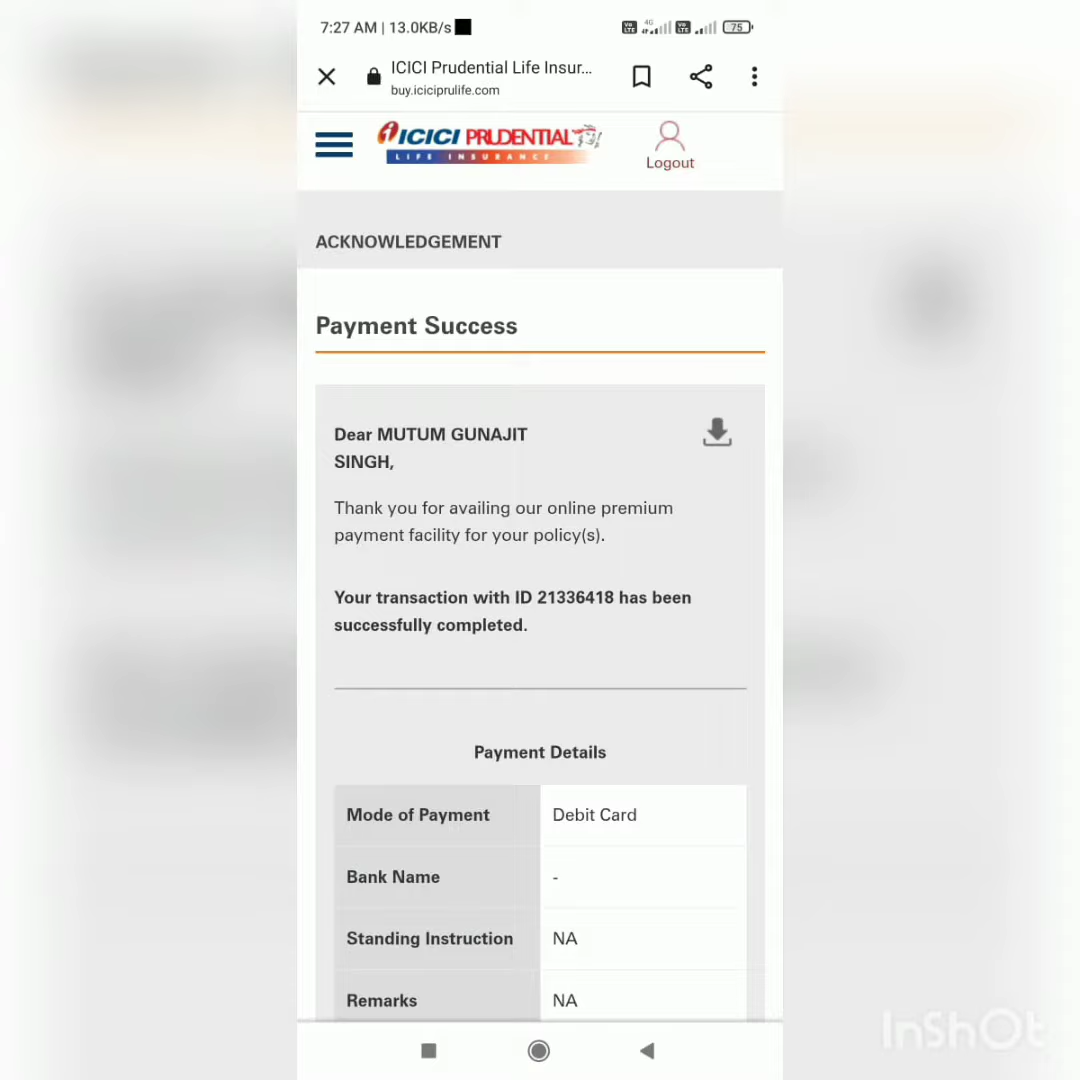 7:27 AM | 13.0KB/s
4G
75
ICICI Prudential Life Insur...
buy.iciciprulife.com
ICICI PRUDENTIAL
LIFE INSURANCE
Logout
ACKNOWLEDGEMENT
Payment Success
Dear MUTUM GUNAJIT
SINGH,
Thank you for availing our online premium
payment facility for your policy(s).
Your transaction with ID 21336418 has been
successfully completed.
Payment Details
Mode of Payment Debit Card
Bank Name -
Standing Instruction NA
Remarks NA
InShOt